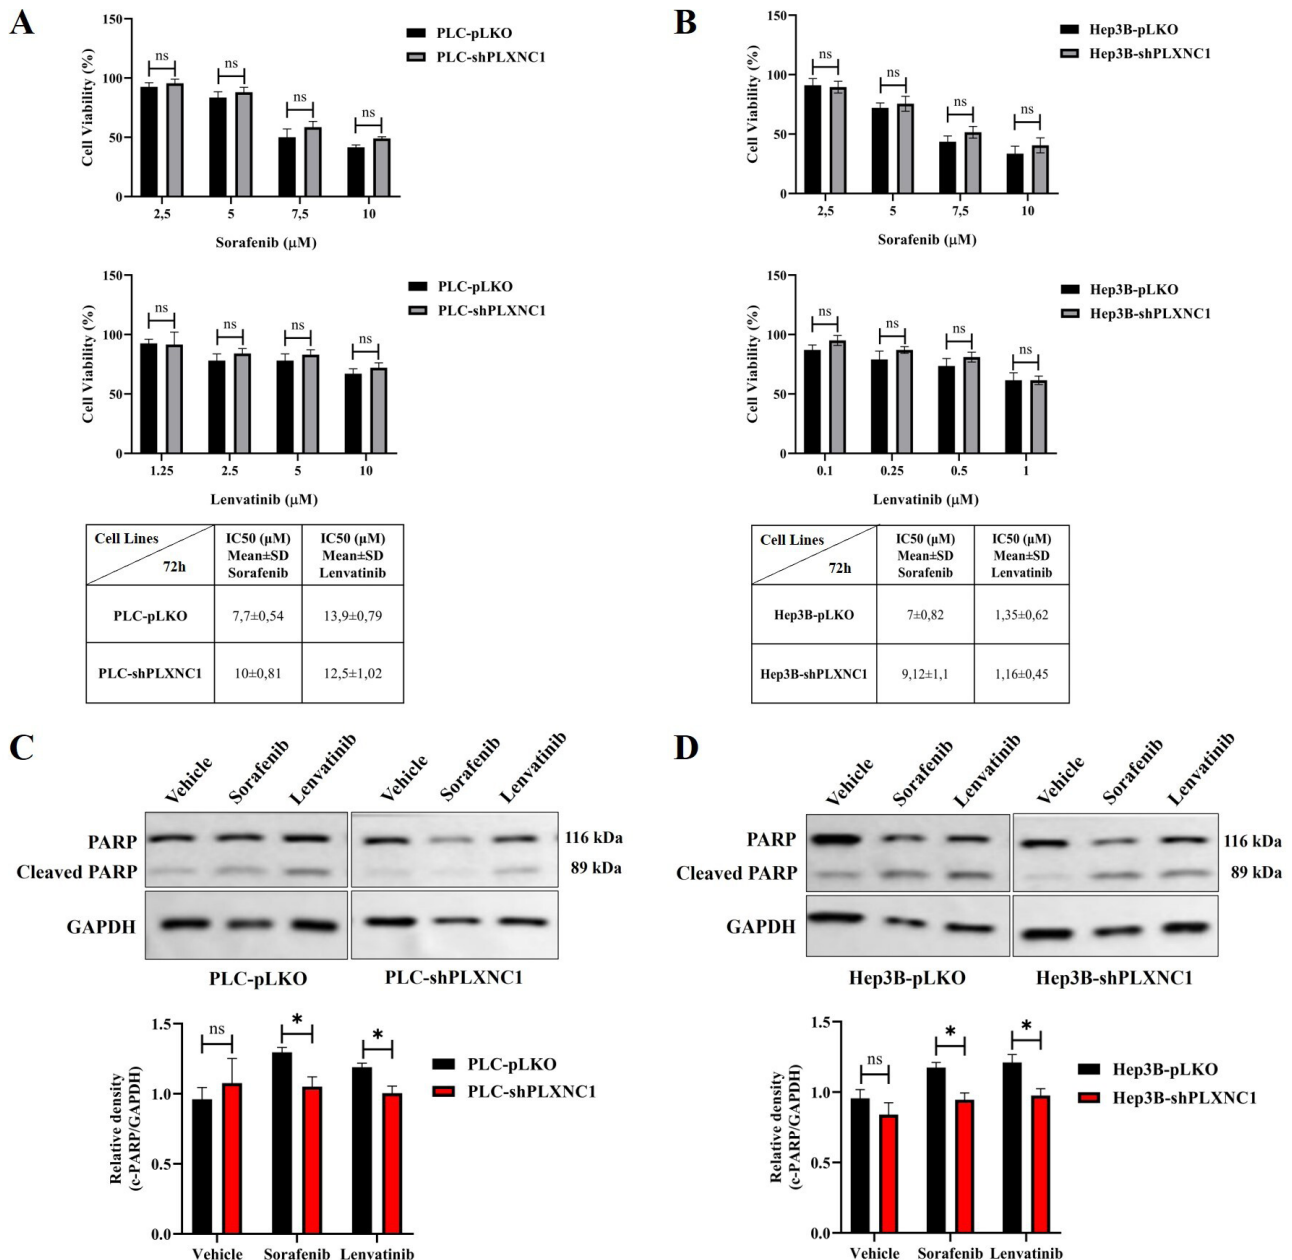 A
150
100
50
0
Cell Viability (%)
ns
ns
ns
ns
2,5
5
7,5
10
Sorafenib (μM)
PLC-pLKO
PLC-shPLXNC1
150
100
50
0
Cell Viability (%)
ns
ns
ns
ns
1.25
2.5
5
10
Lenvatinib (μM)
PLC-pLKO
PLC-shPLXNC1
Cell Lines
72h
IC50 (μM)
Mean±SD
Sorafenib
IC50 (μM)
Mean±SD
Lenvatinib
PLC-pLKO
7,7±0,54
13,9±0,79
PLC-shPLXNC1
10±0,81
12,5±1,02
B
150
100
50
0
Cell Viability (%)
ns
ns
ns
ns
2,5
5
7,5
10
Sorafenib (μM)
Hep3B-pLKO
Hep3B-shPLXNC1
150
100
50
0
Cell Viability (%)
ns
ns
ns
ns
0.1
0.25
0.5
1
Lenvatinib (μM)
Hep3B-pLKO
Hep3B-shPLXNC1
Cell Lines
72h
IC50 (μM)
Mean±SD
Sorafenib
IC50 (μM)
Mean±SD
Lenvatinib
Hep3B-pLKO
7±0,82
1,35±0,62
Hep3B-shPLXNC1
9,12±1,1
1,16±0,45
C
Vehicle
Sorafenib
Lenvatinib
Vehicle
Sorafenib
Lenvatinib
PARP
116 kDa
Cleaved PARP
89 kDa
GAPDH
PLC-pLKO
PLC-shPLXNC1
1.5
1.0
0.5
0.0
Relative density
(c-PARP/GAPDH)
ns
*
*
Vehicle
Sorafenib
Lenvatinib
PLC-pLKO
PLC-shPLXNC1
D
Vehicle
Sorafenib
Lenvatinib
Vehicle
Sorafenib
Lenvatinib
PARP
116 kDa
Cleaved PARP
89 kDa
GAPDH
Hep3B-pLKO
Hep3B-shPLXNC1
1.5
1.0
0.5
0.0
Relative density
(c-PARP/GAPDH)
ns
*
*
Vehicle
Sorafenib
Lenvatinib
Hep3B-pLKO
Hep3B-shPLXNC1